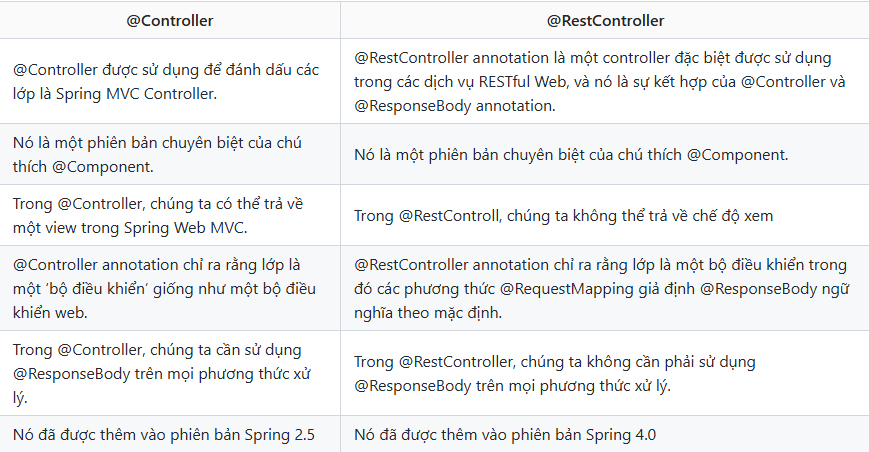 @Controller
@RestController
@Controller được sử dụng để đánh dấu các
lớp là Spring MVC Controller.
@RestController annotation là một controller đặc biệt được sử dụng
trong các dịch vụ RESTful Web, và nó là sự kết hợp của @Controller và
@ResponseBody annotation.
Nó là một phiên bản chuyên biệt của chú
thích @Component.
Nó là một phiên bản chuyên biệt của chú thích @Component.
Trong @Controller, chúng ta có thể trả về
một view trong Spring Web MVC.
Trong @RestControll, chúng ta không thể trả về chế độ xem
@Controller annotation chỉ ra rằng lớp là
một ‘bộ điều khiển’ giống như một bộ điều
khiển web.
@RestController annotation chỉ ra rằng lớp là một bộ điều khiển trong
đó các phương thức @RequestMapping giả định @ResponseBody ngữ
nghĩa theo mặc định.
Trong @Controller, chúng ta cần sử dụng
@ResponseBody trên mọi phương thức xử
lý.
Trong @RestController, chúng ta không cần phải sử dụng
@ResponseBody trên mọi phương thức xử lý.
Nó đã được thêm vào phiên bản Spring 2.5
Nó đã được thêm vào phiên bản Spring 4.0